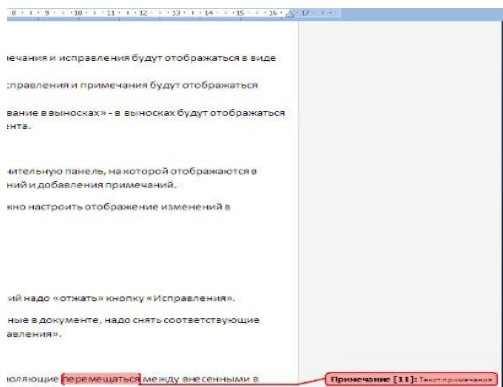 8 · 9 · 10 · 11 · 12 · 13 · 14 · 15 · 16 · 17
ечания и исправления будут отображаться в виде
справления и примечания будут отображаться
вание в выносках» - в выносках будут отображаться
ента.
нительную панель, на которой отображаются в
ний и добавления примечаний.
жно настроить отображение изменений в
ий надо «отжать» кнопку «Исправления».
ные в документе, надо снять соответствующие
авления».
воляющие перемещаться между внесенными в
Примечание [11]: Текст примечания